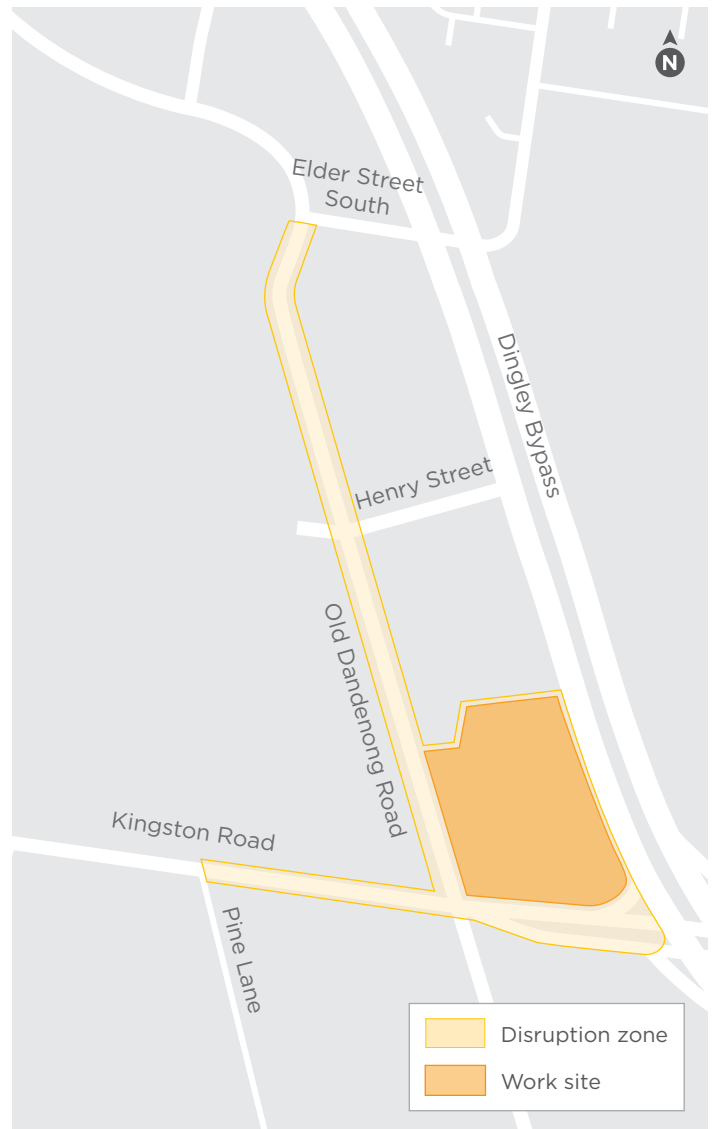 N
Elder Street
South
Dingley Bypass
Henry Street
Old Dandenong Road
Kingston Road
Pine Lane
Disruption zone
Work site